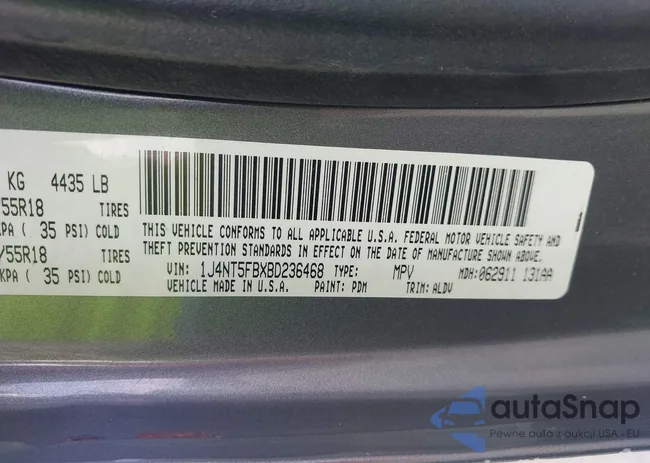 KG 4435 LB
55R18 TIRES
KPA ( 35 PSI) COLD
/55R18 TIRES
KPA ( 35 PSI) COLD
THIS VEHICLE CONFORMS TO ALL APPLICABLE U.S.A. FEDERAL MOTOR VEHICLE SAFETY AND
THEFT PREVENTION STANDARDS IN EFFECT ON THE DATE OF MANUFACTURE SHOWN ABOVE.
VIN: 1J4NT5FBXBD236468 TYPE: MPV MDH:062911 131AA
VEHICLE MADE IN U.S.A. PAINT: PDM TRIM: ALDV
autaSnap
Pewne auta z aukcji USA - EU